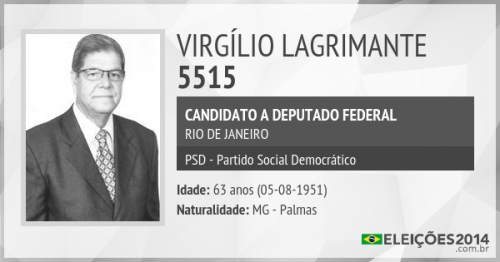 VIRGÍLIO LAGRIMANTE
5515
CANDIDATO A DEPUTADO FEDERAL
RIO DE JANEIRO
PSD - Partido Social Democrático
Idade: 63 anos (05-08-1951)
Naturalidade: MG - Palmas
ELEIÇÕES2014
.com.br